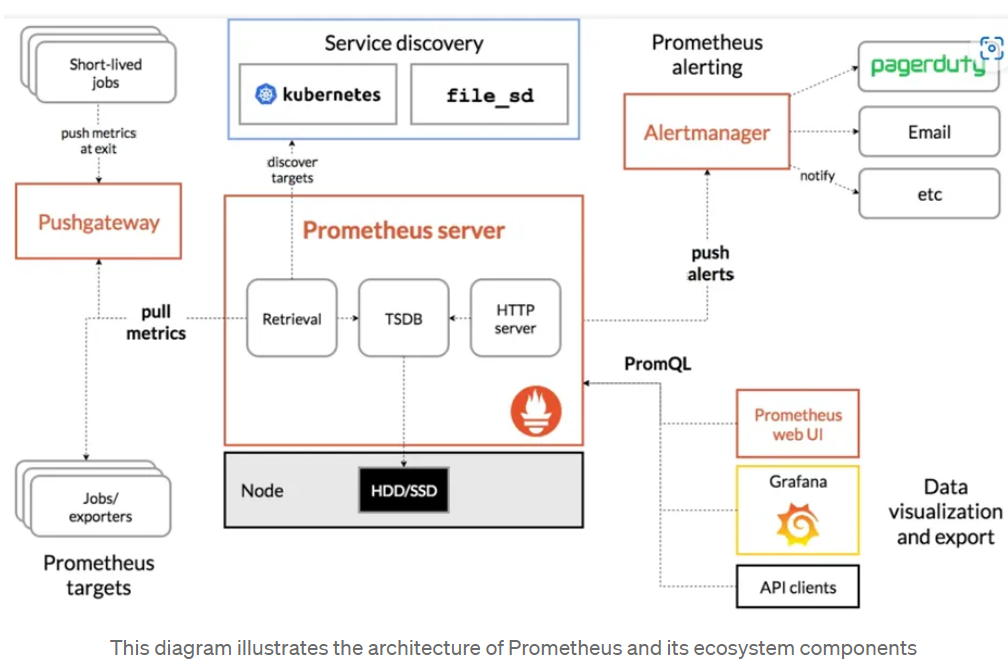 Short-lived
jobs
push metrics
at exit
Pushgateway
Service discovery
kubernetes
file_sd
discover
targets
Prometheus
alerting
Alertmanager
pagerduty
Email
etc
notify
Prometheus server
Retrieval
TSDB
HTTP
server
pull
metrics
push
alerts
PromQL
Node
HDD/SSD
Jobs/
exporters
Prometheus
targets
Prometheus
web UI
Grafana
API clients
Data
visualization
and export
This diagram illustrates the architecture of Prometheus and its ecosystem components